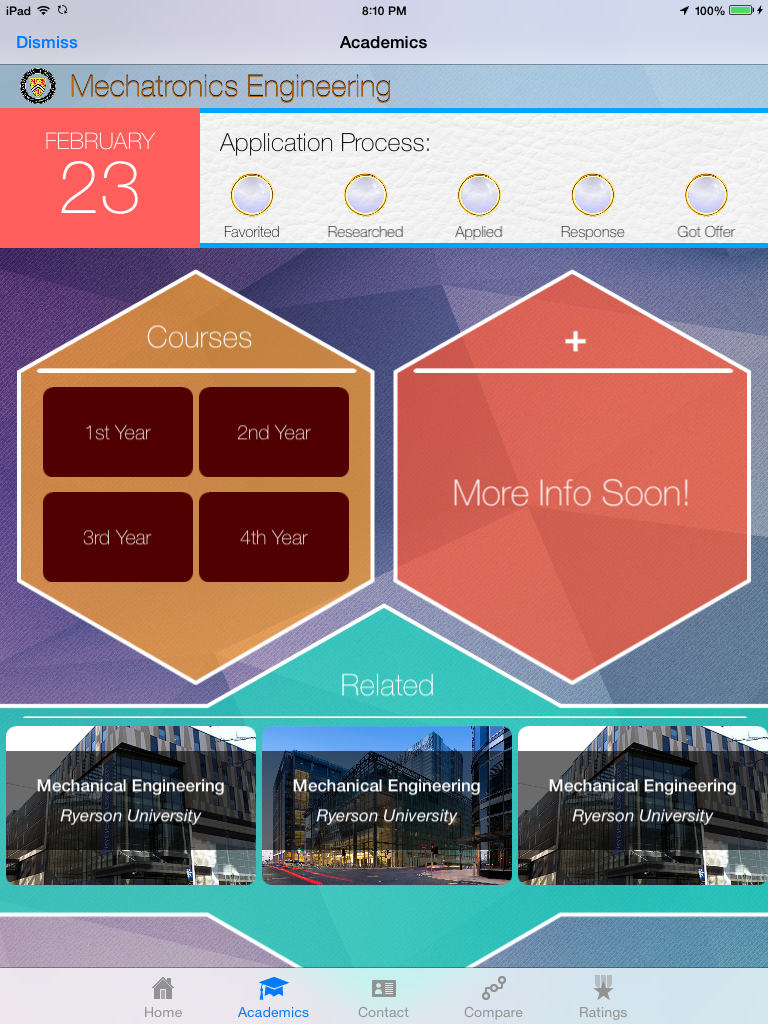 iPad 8:10 PM 100%
Dismiss Academics
Mechatronics Engineering
FEBRUARY
23
Application Process:
Favorited Researched Applied Response Got Offer
Courses
1st Year 2nd Year
3rd Year 4th Year
+
More Info Soon!
Related
Mechanical Engineering Mechanical Engineering Mechanical Engineering
Ryerson University Ryerson University Ryerson University
Home Academics Contact Compare Ratings